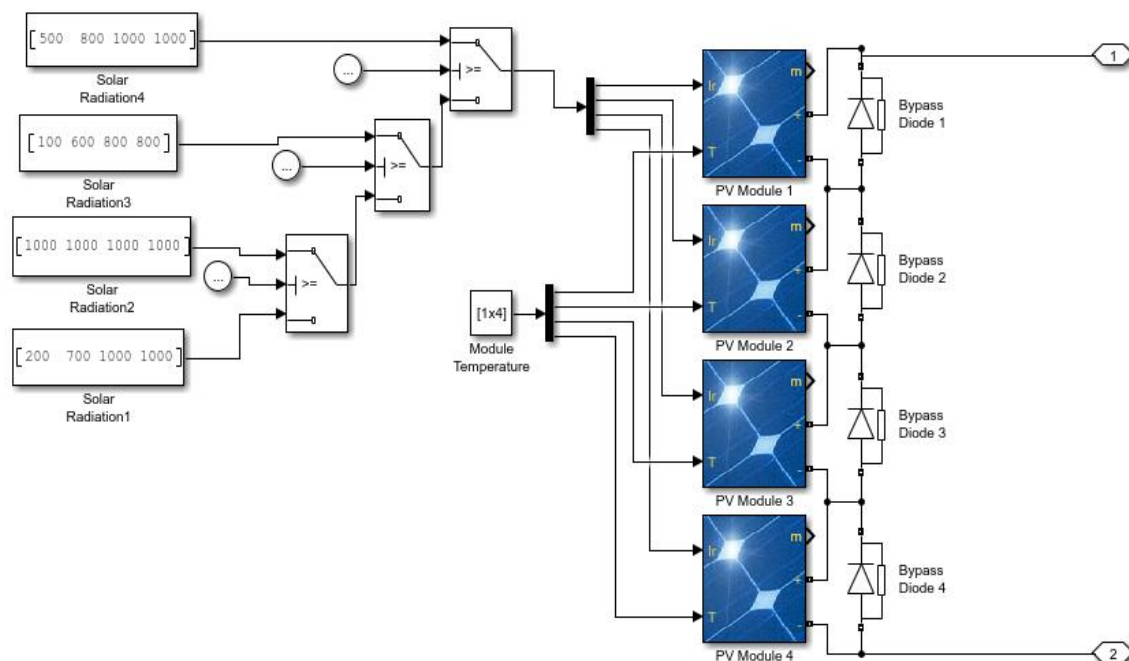 [500 800 1000 1000]
Solar
Radiation4
...
>=
[100 600 800 800]
Solar
Radiation3
...
>=
[1000 1000 1000 1000]
Solar
Radiation2
...
>=
[200 700 1000 1000]
Solar
Radiation1
[1x4]
Module
Temperature
Ir
T
m
+
-
PV Module 1
Ir
T
m
+
-
PV Module 2
Ir
T
m
+
-
PV Module 3
Ir
T
m
+
-
PV Module 4
Bypass
Diode 1
Bypass
Diode 2
Bypass
Diode 3
Bypass
Diode 4
1
2